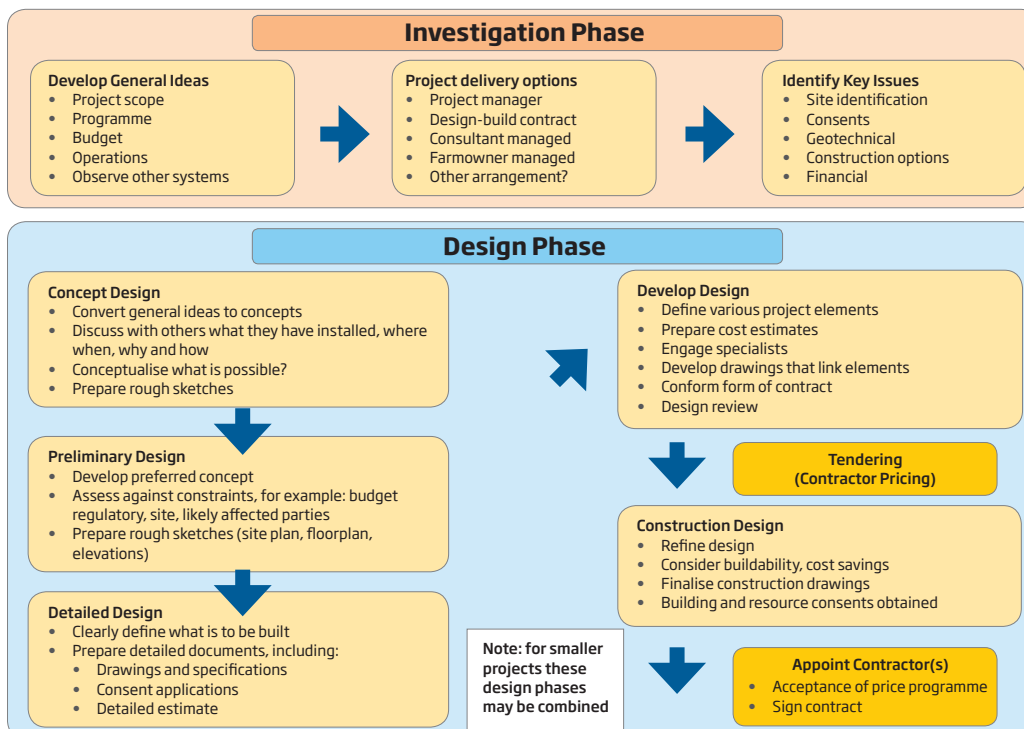 Investigation Phase
Develop General Ideas
• Project scope
• Programme
• Budget
• Operations
• Observe other systems
Project delivery options
• Project manager
• Design-build contract
• Consultant managed
• Farmowner managed
• Other arrangement?
Identify Key Issues
• Site identification
• Consents
• Geotechnical
• Construction options
• Financial
Design Phase
Concept Design
• Convert general ideas to concepts
• Discuss with others what they have installed, where
when, why and how
• Conceptualise what is possible?
• Prepare rough sketches
Preliminary Design
• Develop preferred concept
• Assess against constraints, for example: budget
regulatory, site, likely affected parties
• Prepare rough sketches (site plan, floorplan,
elevations)
Detailed Design
• Clearly define what is to be built
• Prepare detailed documents, including:
• Drawings and specifications
• Consent applications
• Detailed estimate
Develop Design
• Define various project elements
• Prepare cost estimates
• Engage specialists
• Develop drawings that link elements
• Conform form of contract
• Design review
Tendering
(Contractor Pricing)
Construction Design
• Refine design
• Consider buildability, cost savings
• Finalise construction drawings
• Building and resource consents obtained
Note: for smaller
projects these
design phases
may be combined
Appoint Contractor(s)
• Acceptance of price programme
• Sign contract